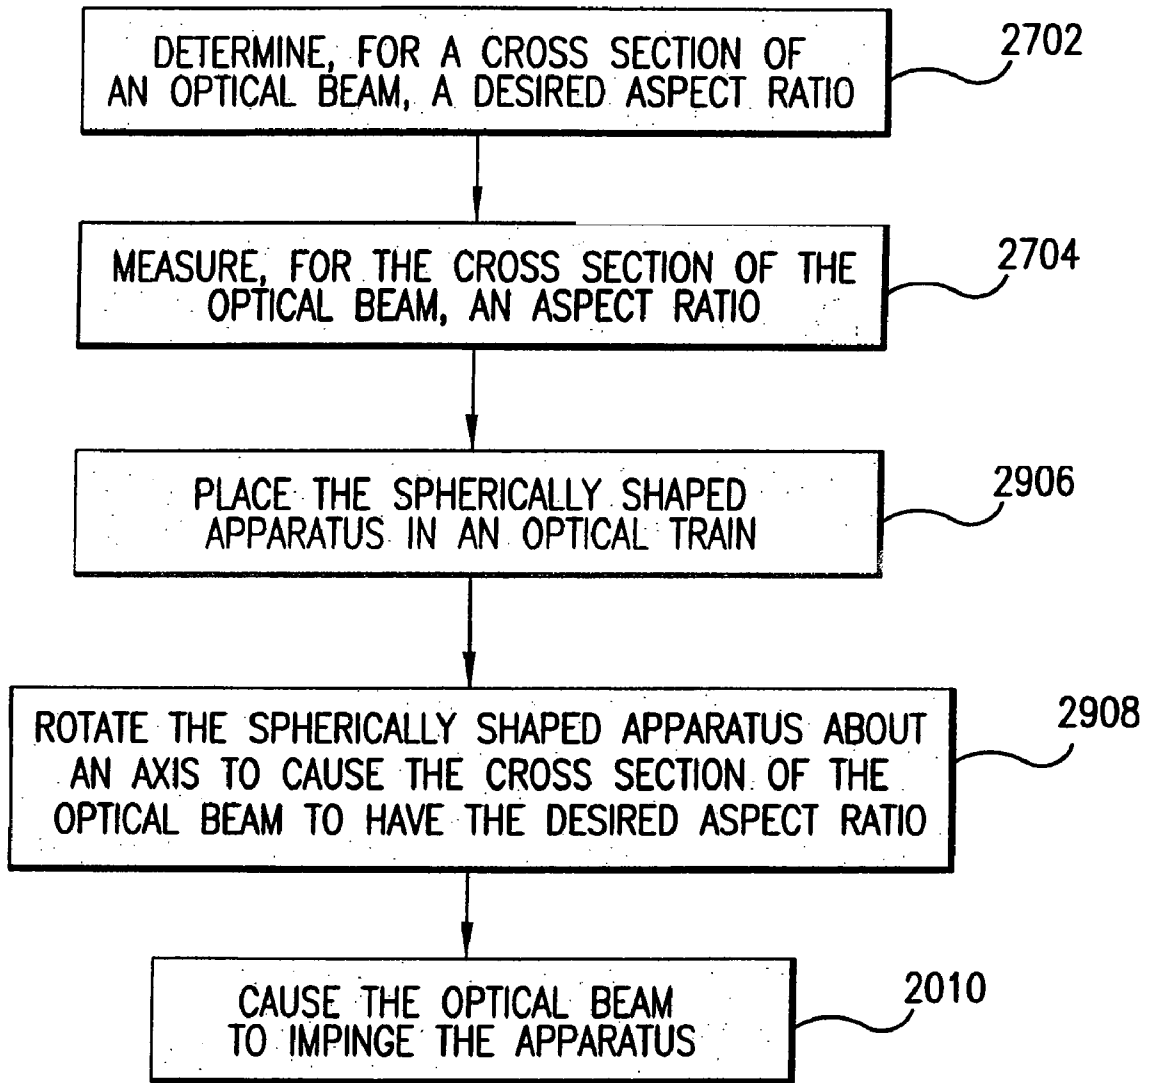 DETERMINE, FOR A CROSS SECTION OF
AN OPTICAL BEAM, A DESIRED ASPECT RATIO
2702
MEASURE, FOR THE CROSS SECTION OF THE
OPTICAL BEAM, AN ASPECT RATIO
2704
PLACE THE SPHERICALLY SHAPED
APPARATUS IN AN OPTICAL TRAIN
2906
ROTATE THE SPHERICALLY SHAPED APPARATUS ABOUT
AN AXIS TO CAUSE THE CROSS SECTION OF THE
OPTICAL BEAM TO HAVE THE DESIRED ASPECT RATIO
2908
CAUSE THE OPTICAL BEAM
TO IMPINGE THE APPARATUS
2010